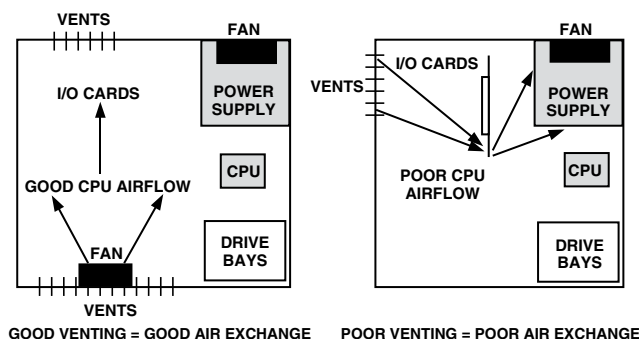 VENTS
FAN
I/O CARDS
POWER
SUPPLY
CPU
GOOD CPU AIRFLOW
FAN
DRIVE
BAYS
VENTS
GOOD VENTING = GOOD AIR EXCHANGE
FAN
I/O CARDS
VENTS
POWER
SUPPLY
POOR CPU
AIRFLOW
CPU
DRIVE
BAYS
POOR VENTING = POOR AIR EXCHANGE